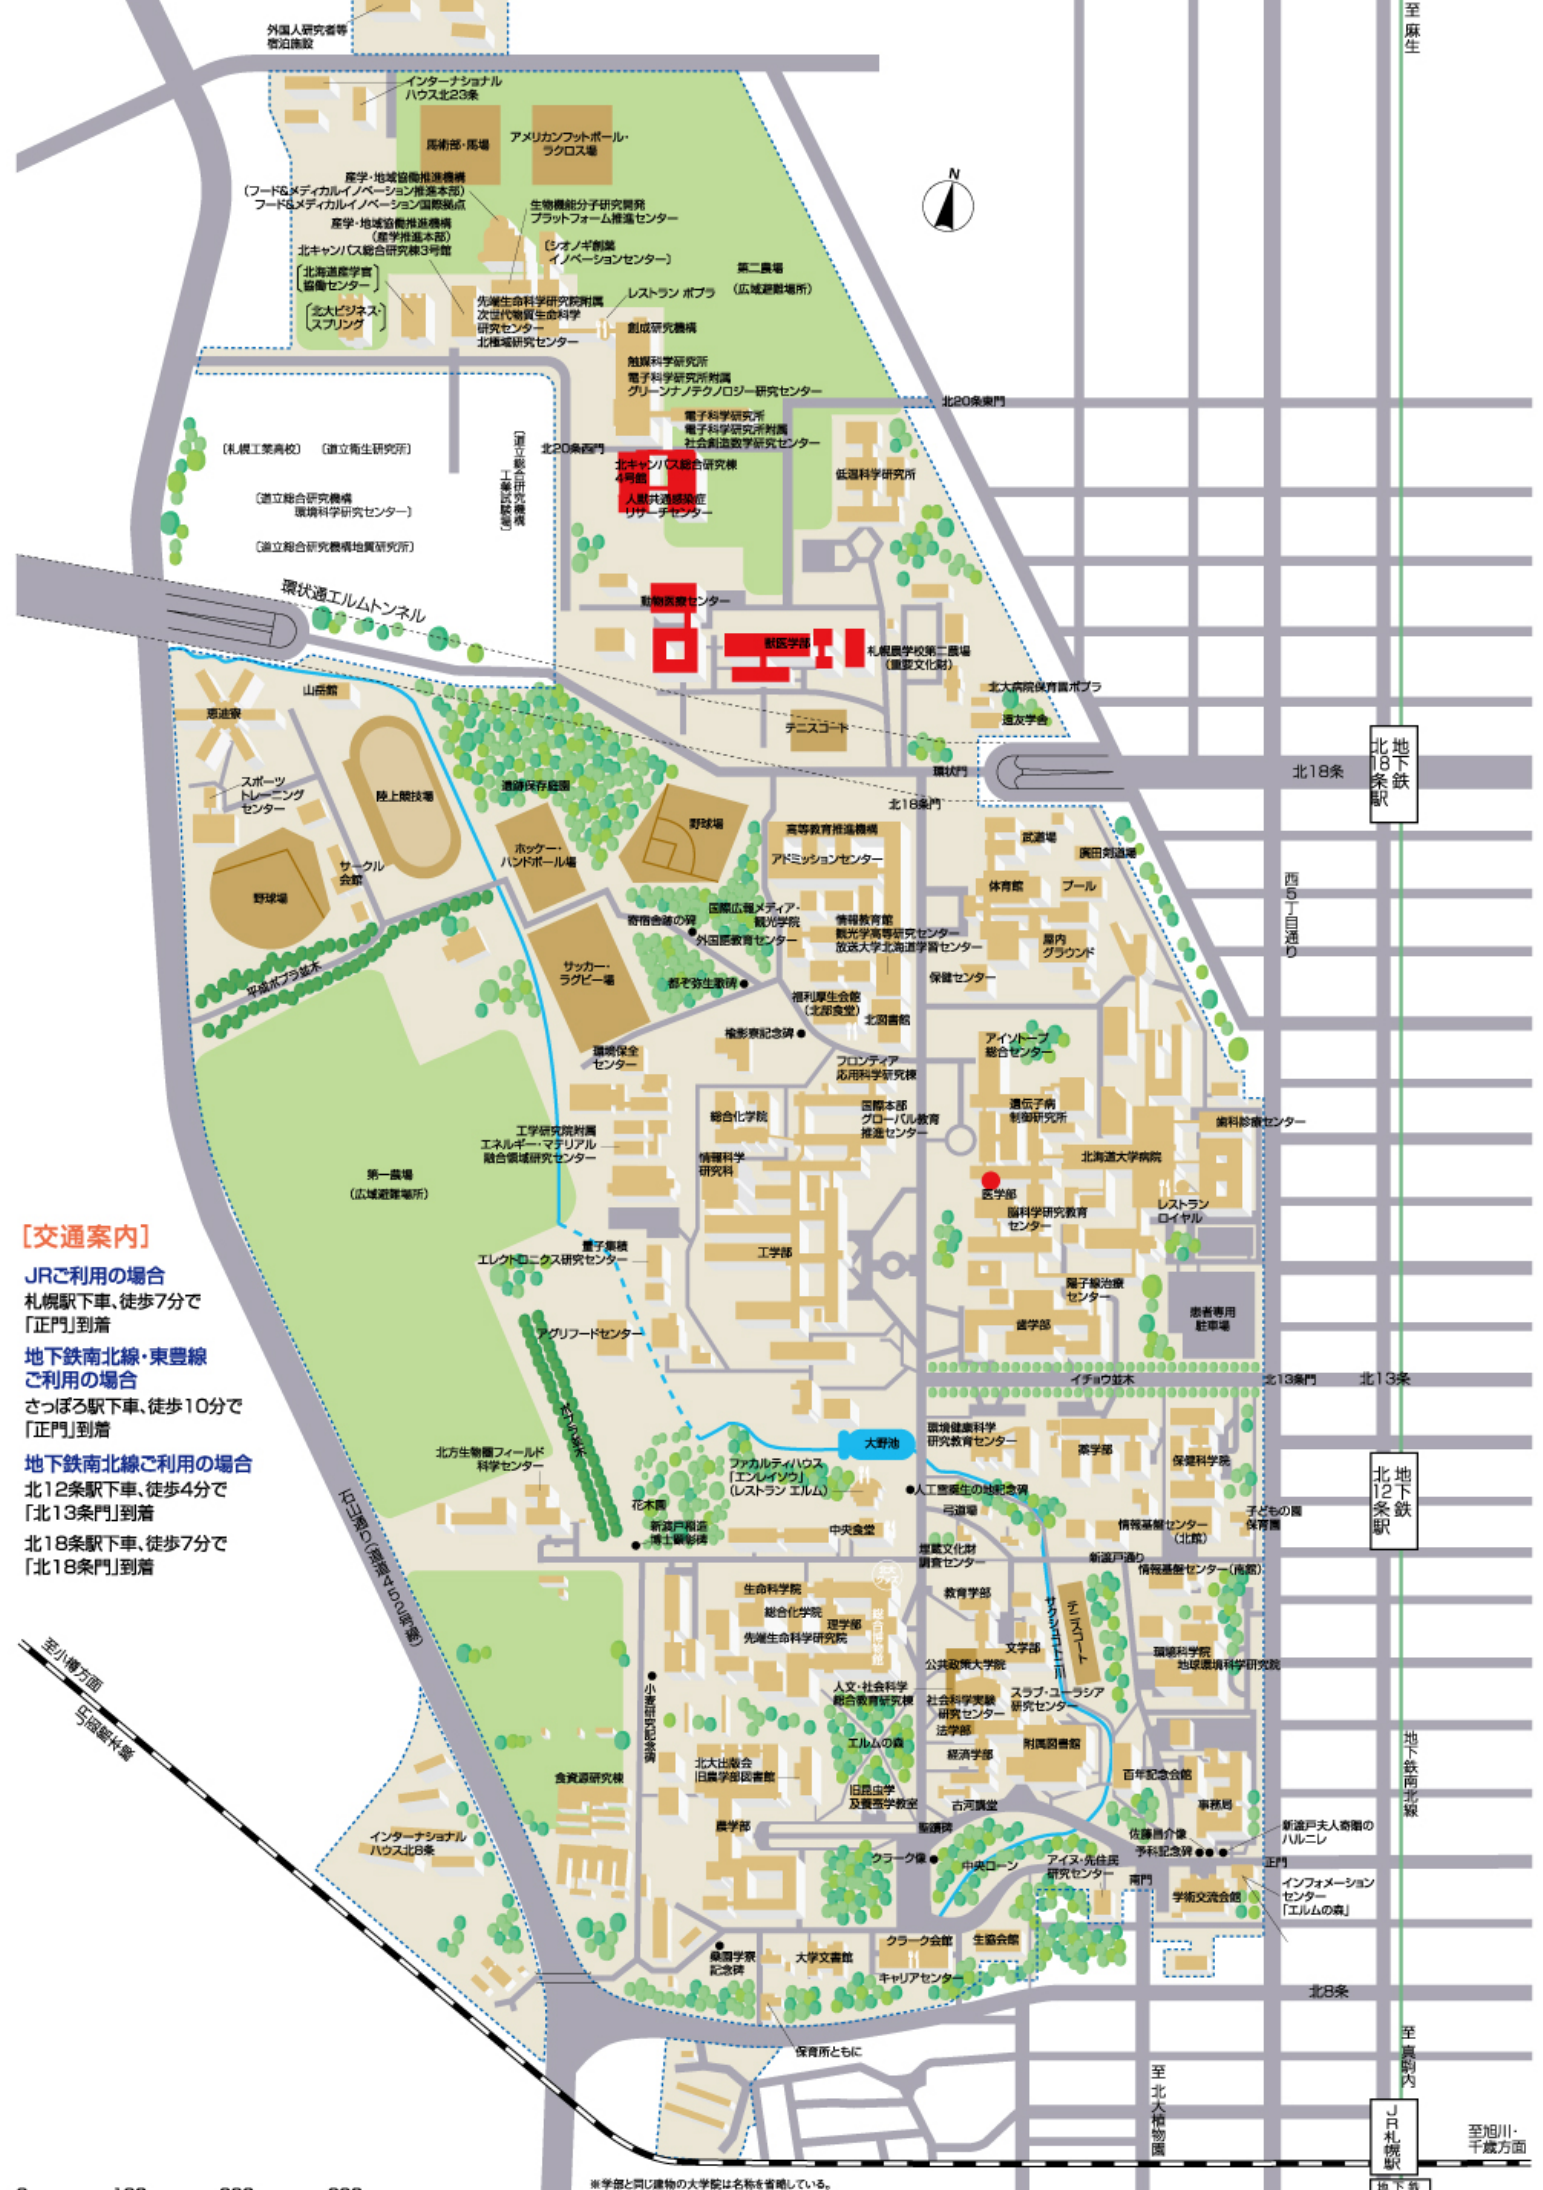 至 麻生
外国人研究者等
宿泊施設
インターナショナル
ハウス北23条
馬術部・馬場
アメリカンフットボール・
ラクロス場
N
産学・地域協働推進機構
(フード&メディカルイノベーション推進本部)
フード&メディカルイノベーション国際拠点
生物機能分子研究開発
プラットフォーム推進センター
産学・地域協働推進機構
(産学推進本部)
北キャンパス総合研究棟3号館
〔シオノギ創薬
イノベーションセンター〕
第二農場
(広域避難場所)
〔北海道産学官
協働センター〕
〔北大ビジネス・
スプリング〕
先端生命科学研究院附属
次世代物質生命科学
研究センター
北極域研究センター
レストラン ポプラ
創成研究機構
触媒科学研究所
電子科学研究所附属
グリーンナノテクノロジー研究センター
北20条東門
電子科学研究所
電子科学研究所附属
社会創造数学研究センター
〔札幌工業高校〕
〔道立衛生研究所〕
〔道立総合研究機構
工業試験場〕
北20条西門
北キャンパス総合研究棟
4号館
低温科学研究所
〔道立総合研究機構
環境科学研究センター〕
人獣共通感染症
リサーチセンター
〔道立総合研究機構地質研究所〕
環状通エルムトンネル
動物医療センター
獣医学部
札幌農学校第二農場
(重要文化財)
山岳館
恵迪寮
北大病院保育園ポプラ
遠友学舎
テニスコート
地下鉄
北18条駅
北18条
環状門
スポーツ
トレーニング
センター
陸上競技場
遺跡保存庭園
北18条門
野球場
高等教育推進機構
武道場
アドミッションセンター
廣田剣道場
ホッケー・
ハンドボール場
サークル
会館
体育館
プール
西5丁目通り
野球場
国際広報メディア・
観光学院
寄宿舎跡の碑
外国語教育センター
情報教育館
観光学高等研究センター
放送大学北海道学習センター
屋内
グラウンド
平成ポプラ並木
サッカー・
ラグビー場
都ぞ弥生歌碑
保健センター
福利厚生会館
(北部食堂)
北図書館
楡影寮記念碑
環境保全
センター
アイソトープ
総合センター
フロンティア
応用科学研究棟
総合化学院
国際本部
グローバル教育
推進センター
遺伝子病
制御研究所
歯科診療センター
工学研究院附属
エネルギー・マテリアル
融合領域研究センター
情報科学
研究科
北海道大学病院
第一農場
(広域避難場所)
医学部
脳科学研究教育
センター
レストラン
ロイヤル
[交通案内]
JRご利用の場合
札幌駅下車、徒歩7分で
「正門」到着
地下鉄南北線・東豊線
ご利用の場合
さっぽろ駅下車、徒歩10分で
「正門」到着
地下鉄南北線ご利用の場合
北12条駅下車、徒歩4分で
「北13条門」到着
北18条駅下車、徒歩7分で
「北18条門」到着
量子集積
エレクトロニクス研究センター
工学部
陽子線治療
センター
患者専用
駐車場
歯学部
アグリフードセンター
イチョウ並木
北13条門
北13条
ポプラ並木
大野池
環境健康科学
研究教育センター
薬学部
保健科学院
北方生物圏フィールド
科学センター
ファカルティハウス
「エンレイソウ」
(レストラン エルム)
地下鉄
北12条駅
人工雪誕生の地記念碑
花木園
弓道場
子どもの園
保育園
新渡戸稲造
博士顕彰碑
中央食堂
情報基盤センター
(北館)
石山通り(樽道452町線)
埋蔵文化財
調査センター
新渡戸通り
情報基盤センター(南館)
生命科学院
教育学部
総合化学院
理学部
先端生命科学研究院
総合博物館
サクシュコトニ川
テニスコート
文学部
環境科学院
地球環境科学研究院
公共政策大学院
至小樽方面
JR函館本線
小麦研究記念碑
人文・社会科学
総合教育研究棟
社会科学実験
研究センター
スラブ・ユーラシア
研究センター
法学部
エルムの森
附属図書館
経済学部
北大出版会
旧農学部図書館
食資源研究棟
百年記念会館
旧昆虫学
及養蚕学教室
古河講堂
事務局
地下鉄南北線
農学部
聖蹟碑
佐藤昌介像
予科記念碑
新渡戸夫人寄贈の
ハルニレ
インターナショナル
ハウス北8条
クラーク像
中央ローン
アイヌ・先住民
研究センター
正門
南門
学術交流会館
インフォメーション
センター
「エルムの森」
桑園学寮
記念碑
大学文書館
クラーク会館
生協会館
キャリアセンター
北8条
保育所ともに
至 真駒内
至 北大植物園
JR札幌駅
至旭川・
千歳方面
※学部と同じ建物の大学院は名称を省略している。
地下鉄